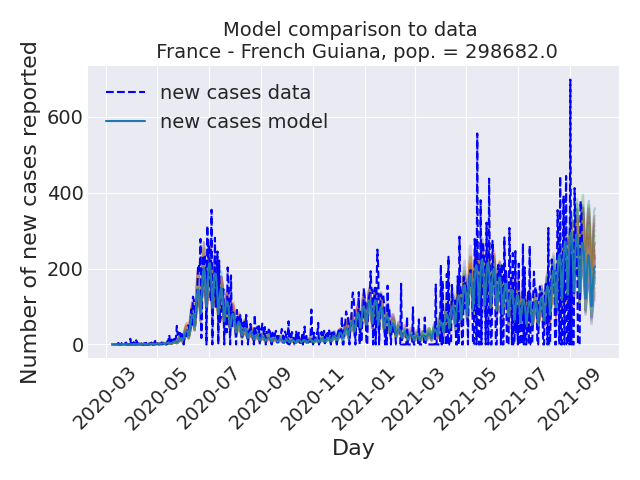 Model comparison to data
France - French Guiana, pop. = 298682.0
new cases data
new cases model
Number of new cases reported
600
400
200
0
2020-03
2020-05
2020-07
2020-09
2020-11
2021-01
2021-03
2021-05
2021-07
2021-09
Day